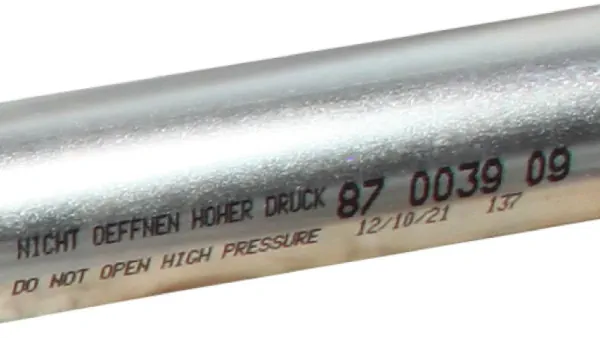 NICHT OEFFNEN HOHER DRUCK 87 0039 09
DO NOT OPEN HIGH PRESSURE 12/10/21 137